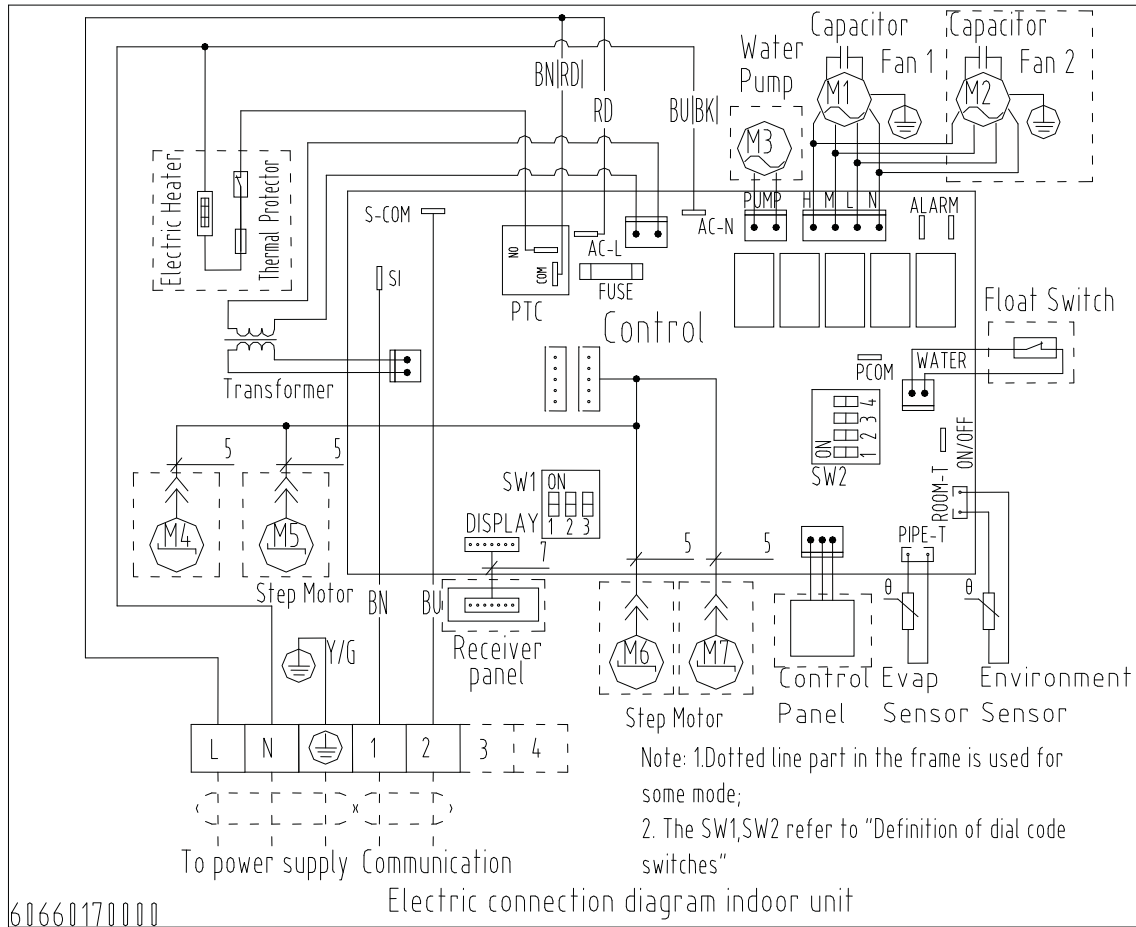 Capacitor
Capacitor
Water
Pump
Fan 1
Fan 2
M1
M2
BN|RD|
RD
BU|BK|
M3
Electric Heater
Thermal Protector
S-COM
SI
NO
COM
PTC
AC-L
FUSE
AC-N
PUMP
H M L N
ALARM
Transformer
Control
Float Switch
PCOM
WATER
ON
1 2 3 4
SW2
ON/OFF
ROOM-T
PIPE-T
5
5
M4
M5
Step Motor
SW1
ON
1 2 3
DISPLAY
7
5
5
BN
BU
Y/G
Receiver
panel
M6
M7
Step Motor
θ
θ
Control
Panel
Evap
Sensor
Environment
Sensor
L N 1 2 3 4
To power supply
Communication
Note: 1.Dotted line part in the frame is used for
some mode;
2. The SW1,SW2 refer to "Definition of dial code
switches"
Electric connection diagram indoor unit
60660170000